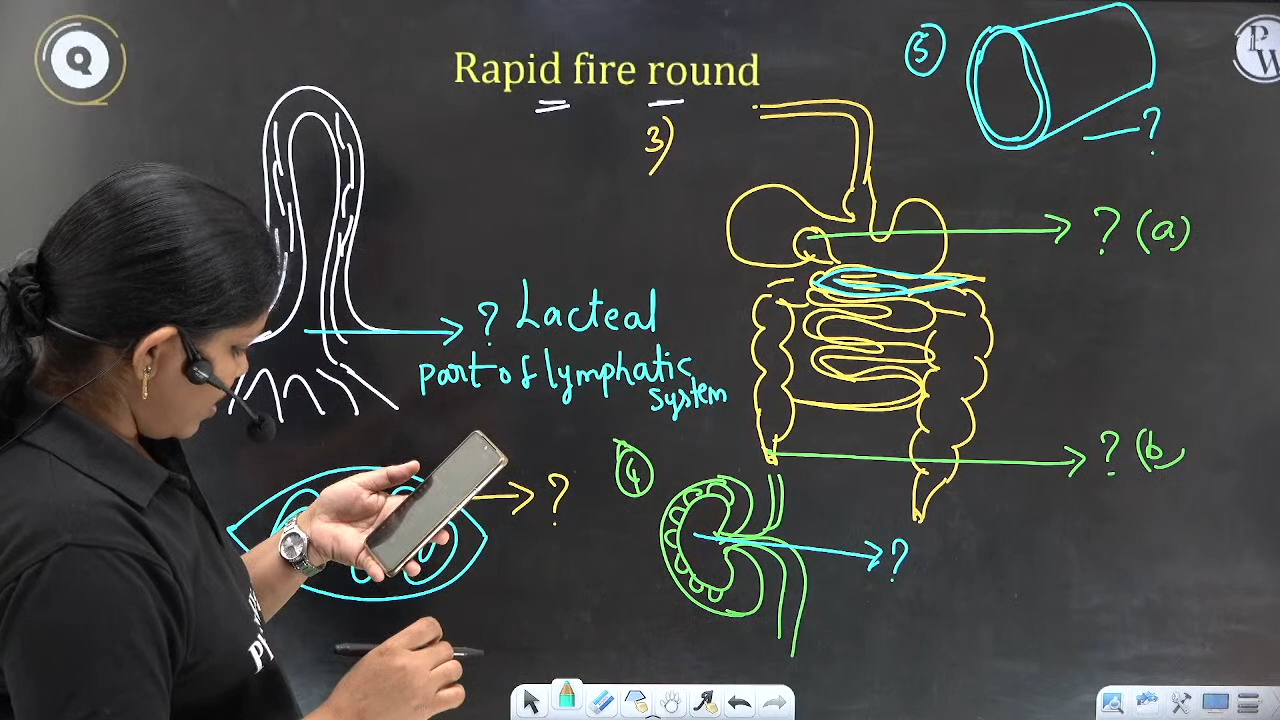 Q
Rapid fire round
P
W
5
?
3)
? (a)
? Lacteal
part of lymphatic
system
? (b)
?
4
?